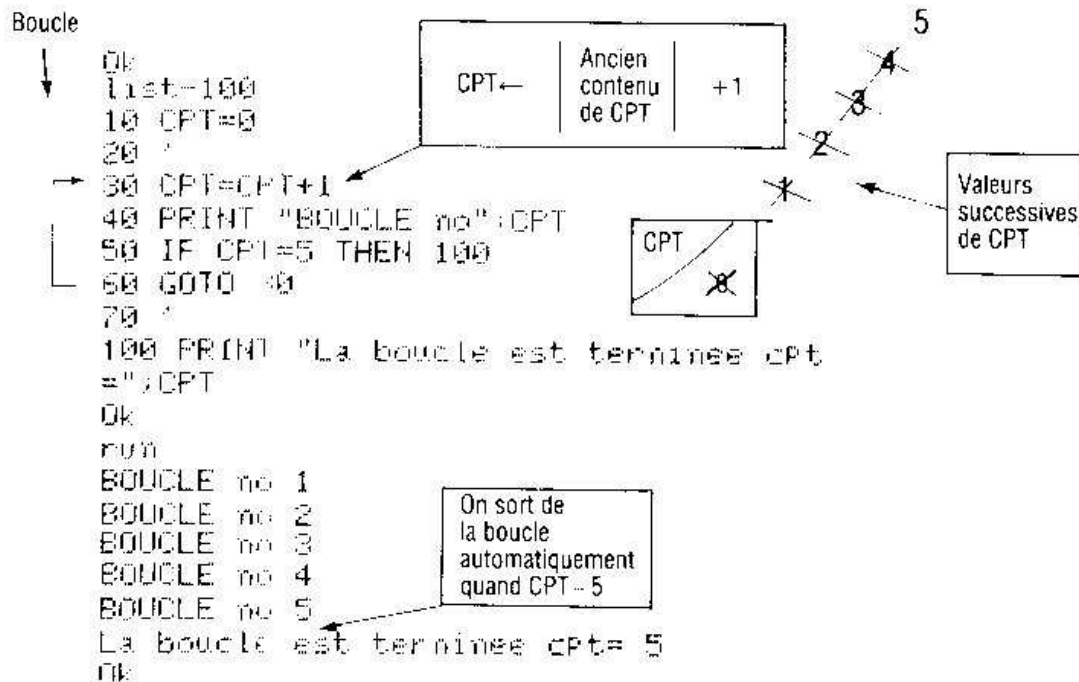 Boucle
Ok
list-100
10 CPT=0
20 '
30 CPT=CPT+1
40 PRINT "BOUCLE no";CPT
50 IF CPT=5 THEN 100
60 GOTO 30
70 '
100 PRINT "La boucle est terminee cpt
=";CPT
Ok
run
BOUCLE no 1
BOUCLE no 2
BOUCLE no 3
BOUCLE no 4
BOUCLE no 5
La boucle est terminee cpt= 5
Ok
CPT←
Ancien
contenu
de CPT
+1
5
4
3
2
1
CPT
0
Valeurs
successives
de CPT
On sort de
la boucle
automatiquement
quand CPT = 5